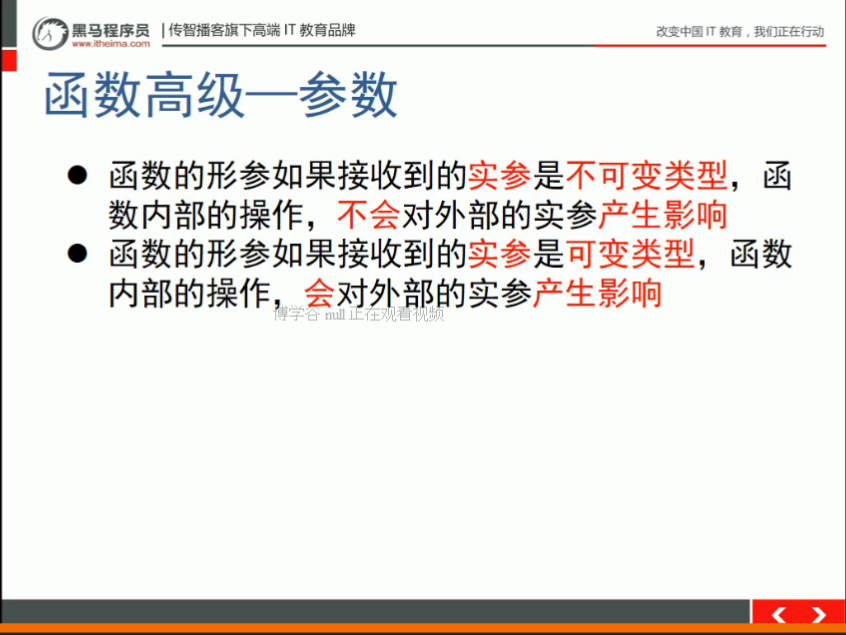 黑马程序员
www.itheima.com
传智播客旗下高端 IT 教育品牌
改变中国 IT 教育，我们正在行动
函数高级—参数
● 函数的形参如果接收到的实参是不可变类型，函
数内部的操作，不会对外部的实参产生影响
● 函数的形参如果接收到的实参是可变类型，函数
内部的操作，会对外部的实参产生影响
博学谷 null 正在观看视频